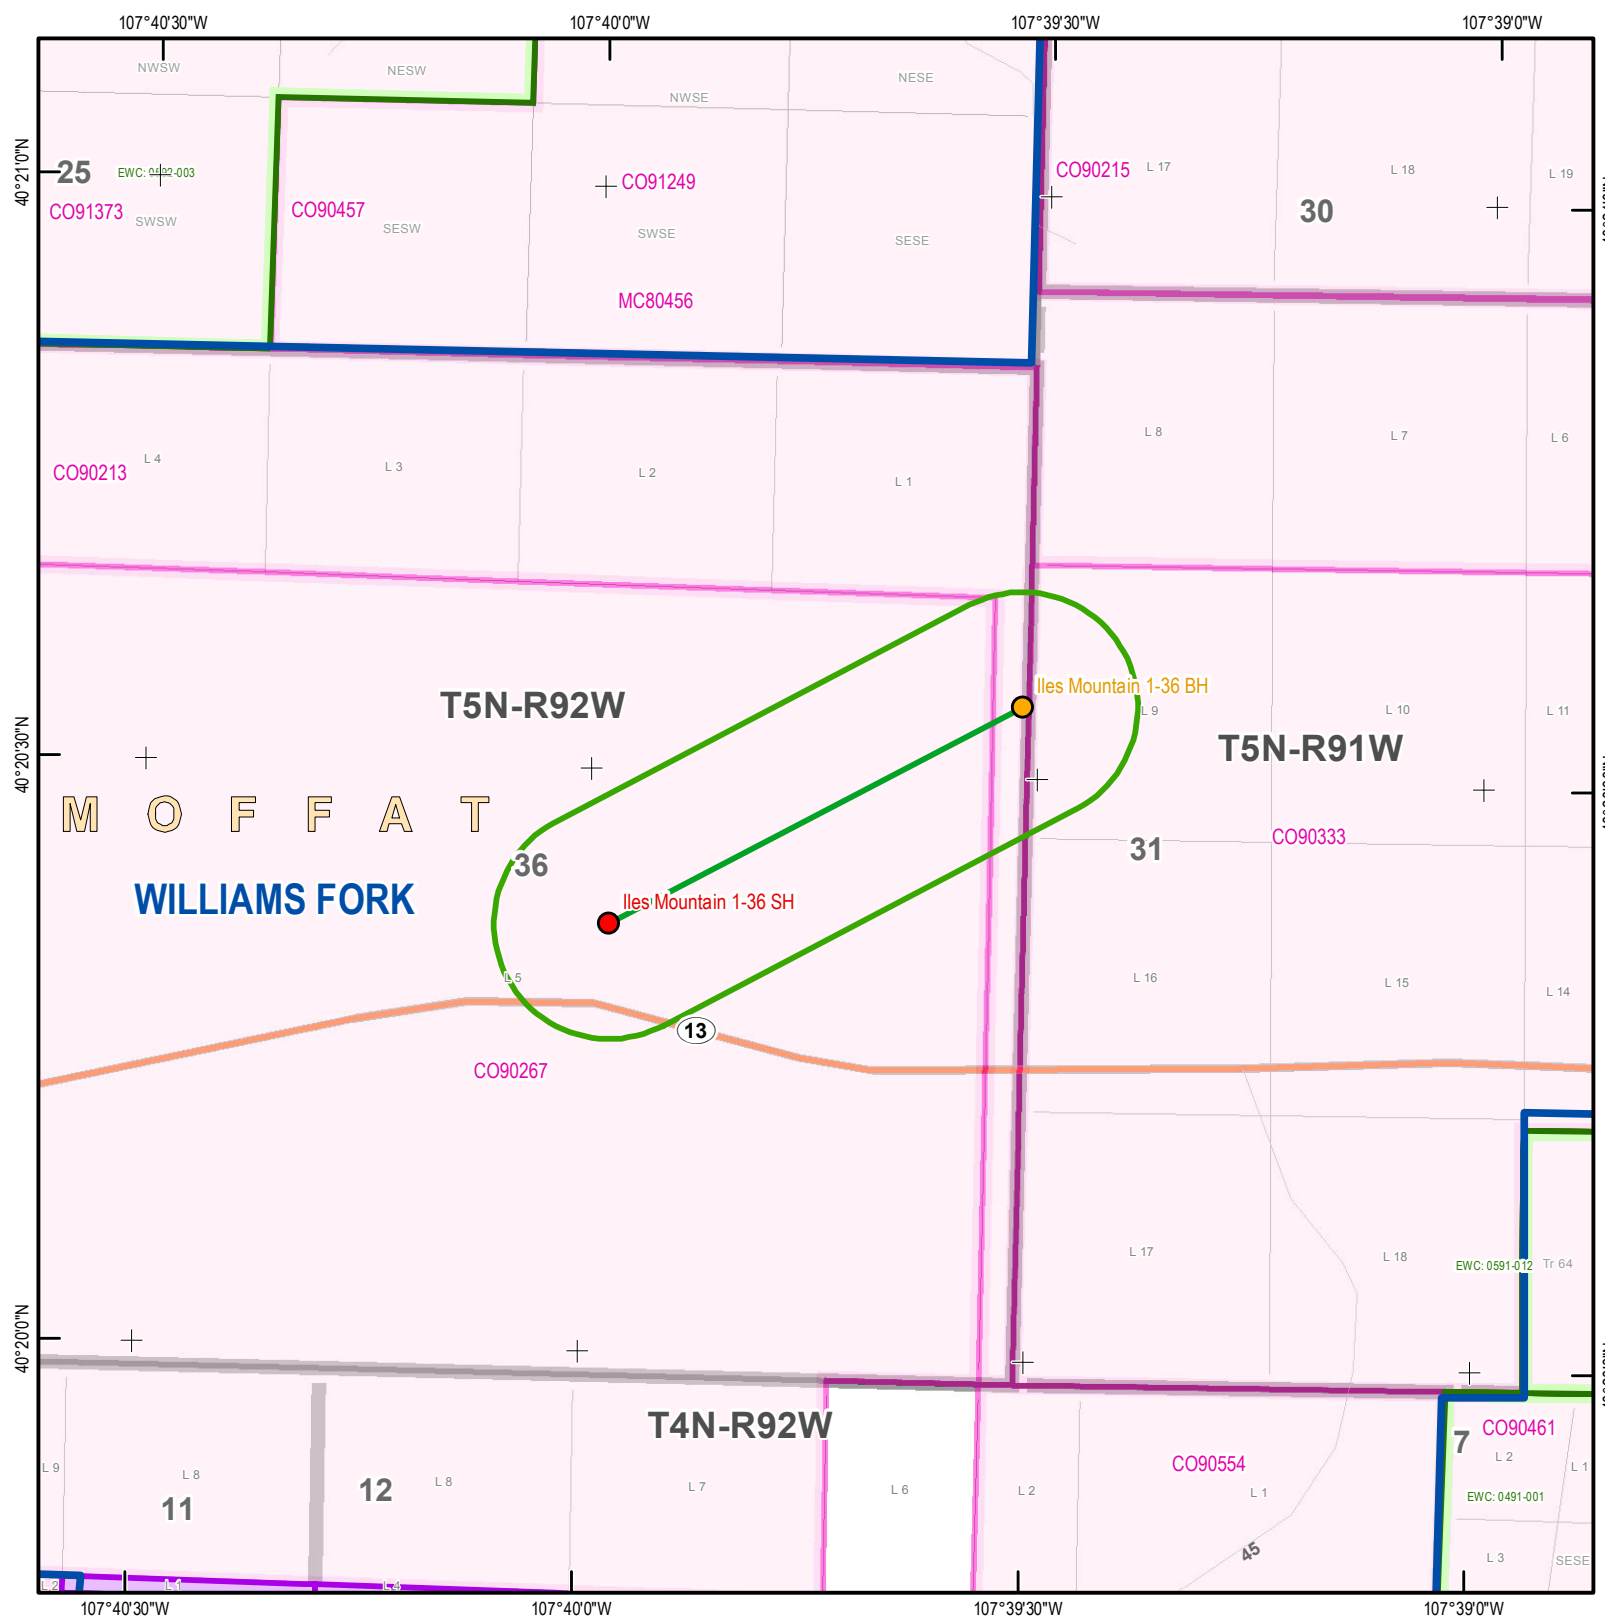 107°40'30"W 107°40'0"W 107°39'30"W 107°39'0"W
NWSW
NESW
NWSE
NESE
40°21'0"N
25
EWC: 0592-003
CO91373
SWSW
CO90457
SESW
CO91249
SWSE
SESE
MC80456
CO90215
L 17
L 18
L 19
30
L 4
CO90213
L 3
L 2
L 1
L 8
L 7
L 6
T5N-R92W
Iles Mountain 1-36 BH
L 9
L 10
L 11
T5N-R91W
40°20'30"N
MOFFAT
CO90333
31
36
WILLIAMS FORK
Iles Mountain 1-36 SH
L 5
L 16
L 15
L 14
13
CO90267
L 17
L 18
EWC: 0591-012
Tr 64
40°20'0"N
T4N-R92W
7
CO90461
L 9
L 8
11
12
L 8
L 7
L 6
L 2
CO90554
L 1
L 2
L 1
EWC: 0491-001
45
L 3
SESE
L 2
L 1
L 4
107°40'30"W 107°40'0"W 107°39'30"W 107°39'0"W